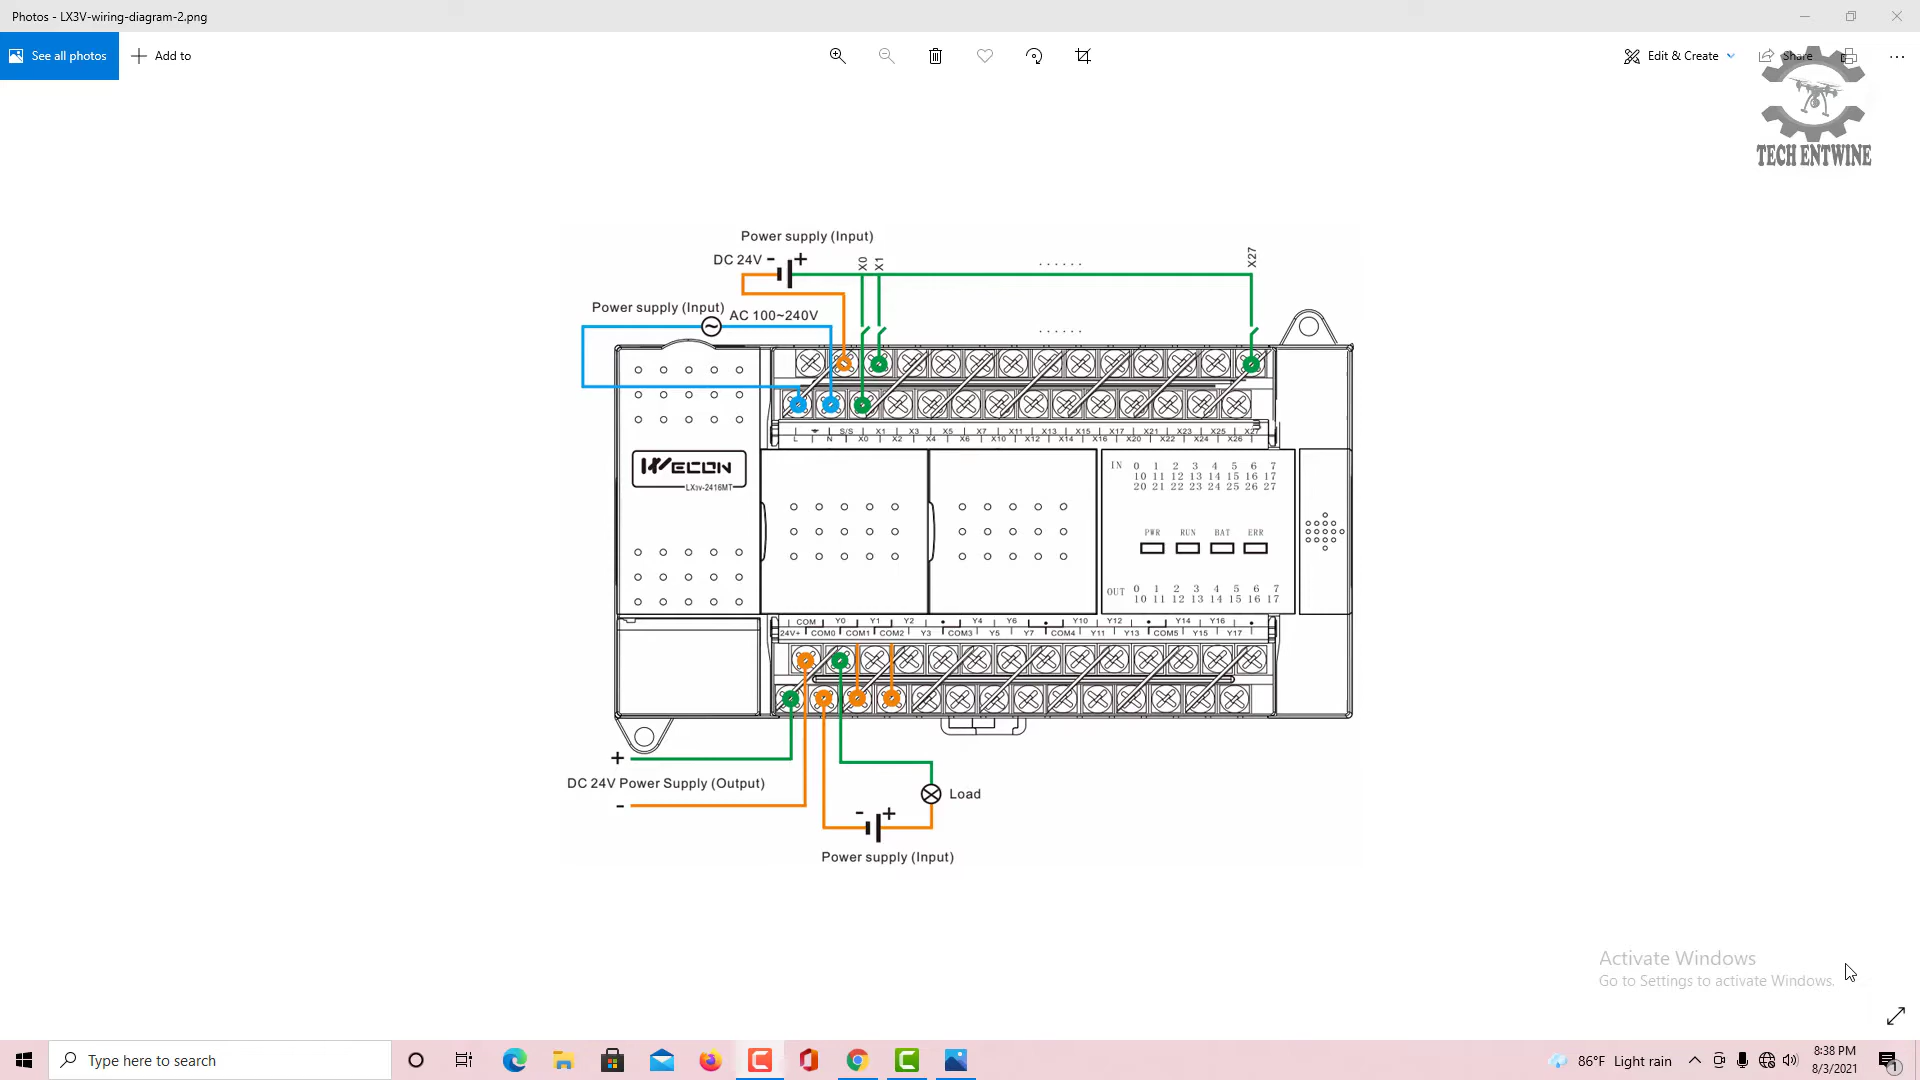 Photos - LX3V-wiring-diagram-2.png
See all photos
Add to
Edit & Create
Share
TECH ENTWINE
Power supply (Input)
DC 24V - +
X0
X1
......
X27
Power supply (Input)
AC 100~240V
......
S/S X1 X3 X5 X7 X11 X13 X15 X17 X21 X23 X25 X27
L N X0 X2 X4 X6 X10 X12 X14 X16 X20 X22 X24 X26
WECON
LX3V-2416MT
IN 0 1 2 3 4 5 6 7
10 11 12 13 14 15 16 17
20 21 22 23 24 25 26 27
PWR RUN BAT ERR
OUT 0 1 2 3 4 5 6 7
10 11 12 13 14 15 16 17
COM Y0 Y1 Y2 • Y4 Y6 • Y10 Y12 • Y14 Y16 •
24V+ COM0 COM1 COM2 Y3 COM3 Y5 Y7 COM4 Y11 Y13 COM5 Y15 Y17
+
DC 24V Power Supply (Output)
-
Load
- +
Power supply (Input)
Activate Windows
Go to Settings to activate Windows.
Type here to search
86°F Light rain
8:38 PM
8/3/2021
1